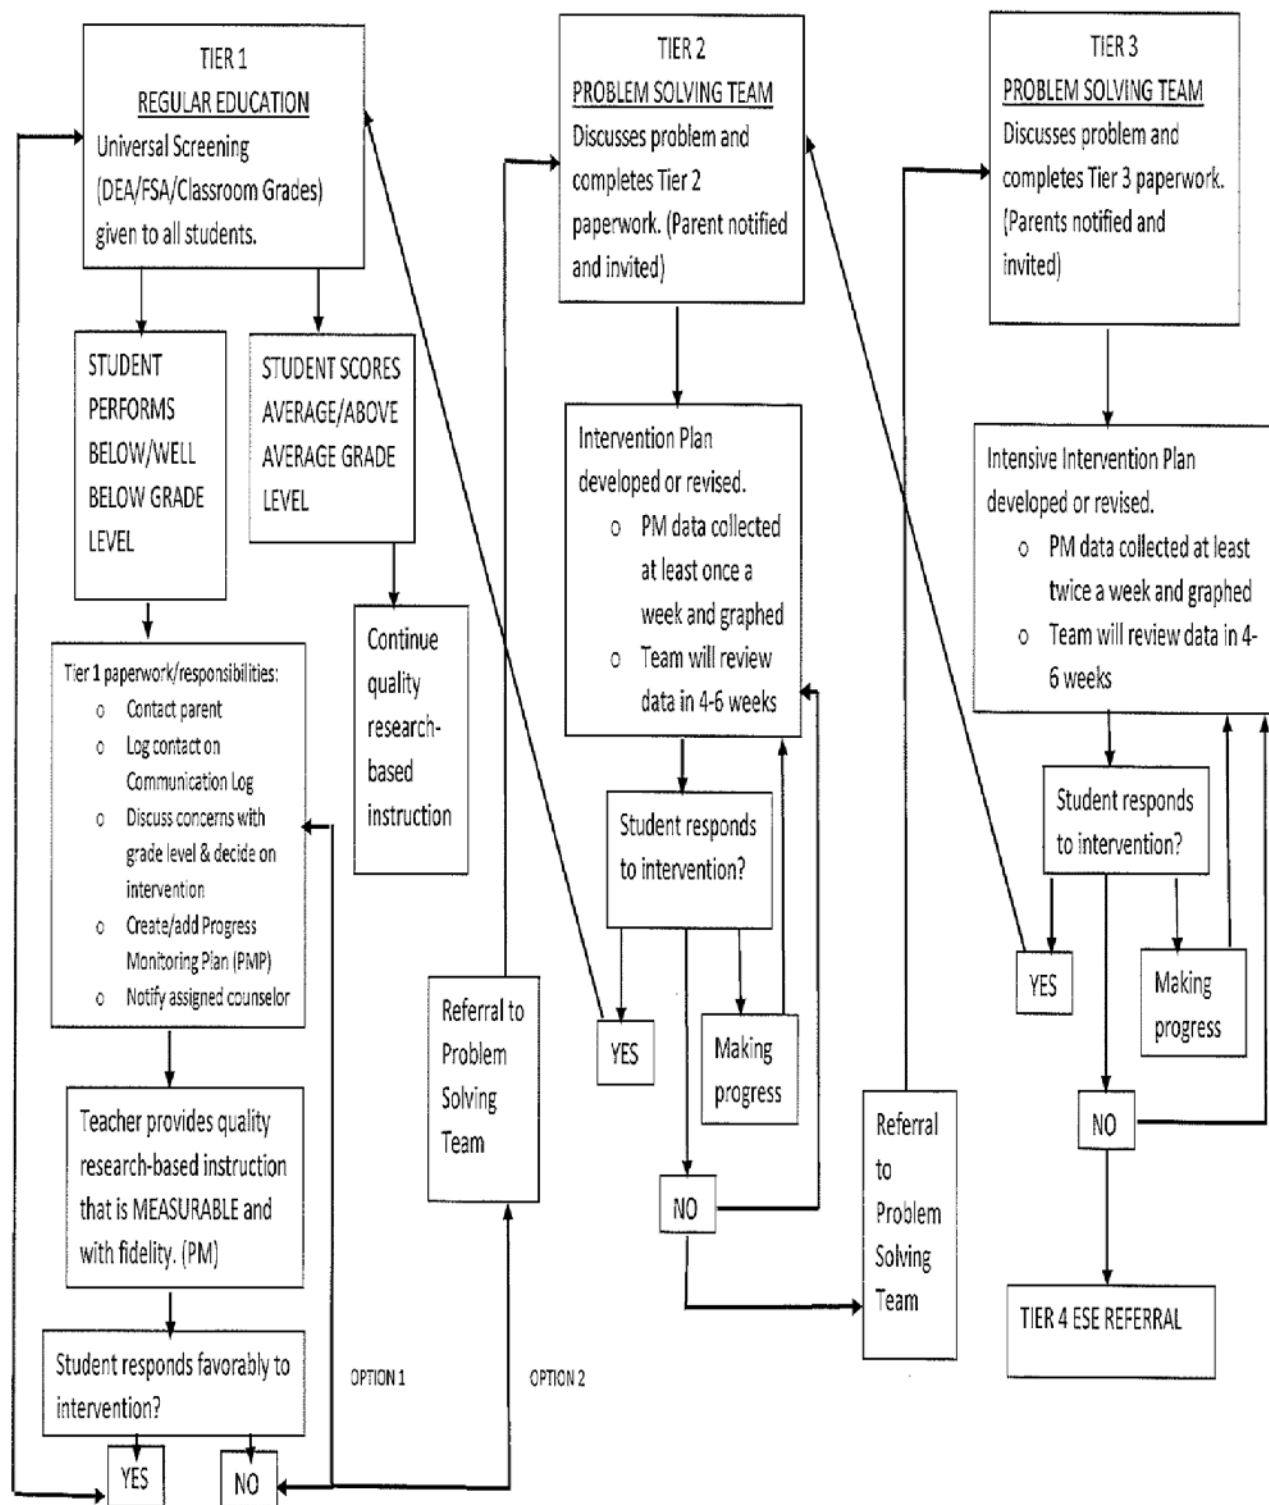 TIER 1
REGULAR EDUCATION
Universal Screening
(DEA/FSA/Classroom Grades)
given to all students.
STUDENT
PERFORMS
BELOW/WELL
BELOW GRADE
LEVEL
STUDENT SCORES
AVERAGE/ABOVE
AVERAGE GRADE
LEVEL
Continue
quality
research-
based
instruction
Tier 1 paperwork/responsibilities:
o Contact parent
o Log contact on
Communication Log
o Discuss concerns with
grade level & decide on
intervention
o Create/add Progress
Monitoring Plan (PMP)
o Notify assigned counselor
Teacher provides quality
research-based instruction
that is MEASURABLE and
with fidelity. (PM)
Student responds favorably to
intervention?
YES
NO
OPTION 1
OPTION 2
Referral to
Problem
Solving
Team
TIER 2
PROBLEM SOLVING TEAM
Discusses problem and
completes Tier 2
paperwork. (Parent notified
and invited)
Intervention Plan
developed or revised.
o PM data collected
at least once a
week and graphed
o Team will review
data in 4-6 weeks
Student responds
to intervention?
YES
Making
progress
NO
Referral
to
Problem
Solving
Team
TIER 3
PROBLEM SOLVING TEAM
Discusses problem and
completes Tier 3 paperwork.
(Parents notified and
invited)
Intensive Intervention Plan
developed or revised.
o PM data collected at least
twice a week and graphed
o Team will review data in 4-
6 weeks
Student responds
to intervention?
YES
Making
progress
NO
TIER 4 ESE REFERRAL